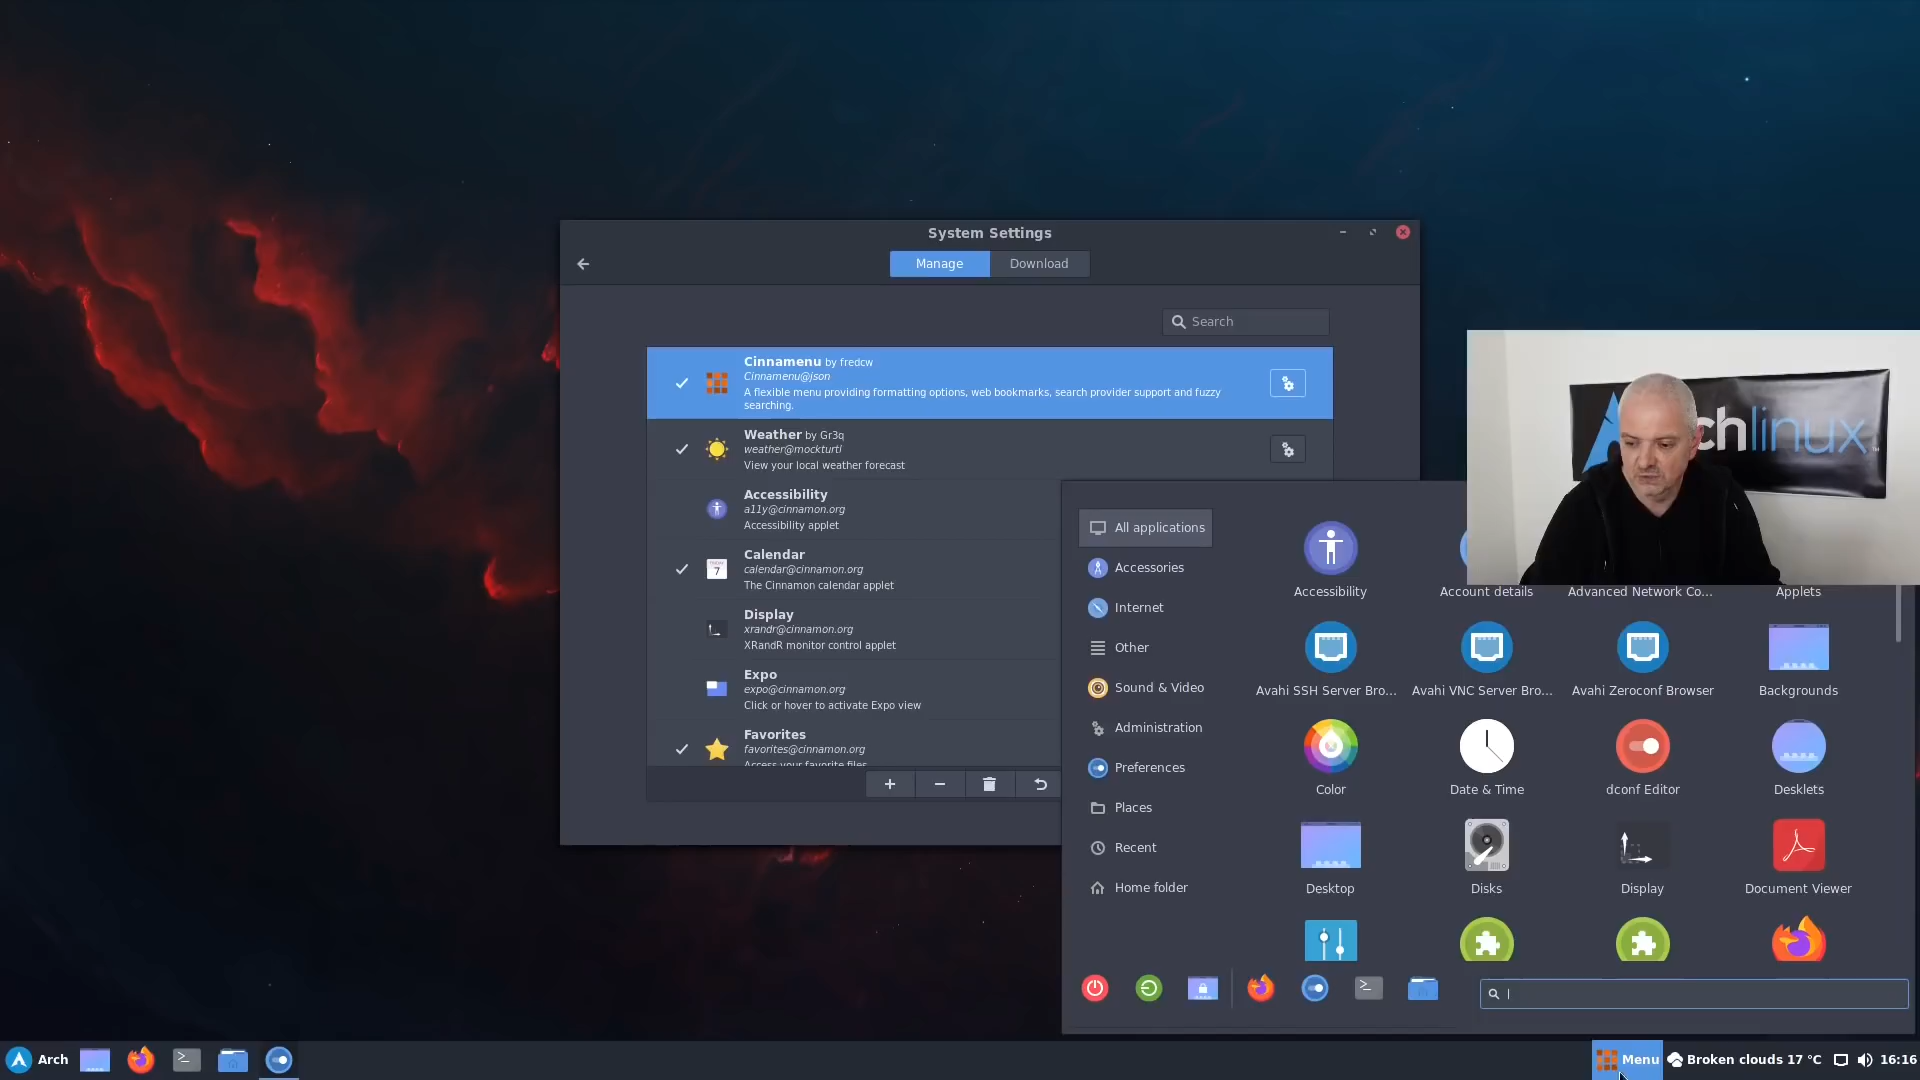 System Settings
Manage
Download
Search
Cinnamenu by fredcw
Cinnamenu@json
A flexible menu providing formatting options, web bookmarks, search provider support and fuzzy
searching.
Weather by Gr3q
weather@mockturtl
View your local weather forecast
Accessibility
a11y@cinnamon.org
Accessibility applet
Calendar
7
calendar@cinnamon.org
The Cinnamon calendar applet
Display
xrandr@cinnamon.org
XRandR monitor control applet
Expo
expo@cinnamon.org
Click or hover to activate Expo view
Favorites
favorites@cinnamon.org
Access your favorite files
chlinux
All applications
Accessories
Internet
Other
Sound & Video
Administration
Preferences
Places
Recent
Home folder
Accessibility
Account details
Advanced Network Co...
Applets
Avahi SSH Server Bro...
Avahi VNC Server Bro...
Avahi Zeroconf Browser
Backgrounds
Color
Date & Time
dconf Editor
Desklets
Desktop
Disks
Display
Document Viewer
Arch
Menu
Broken clouds 17 °C
16:16